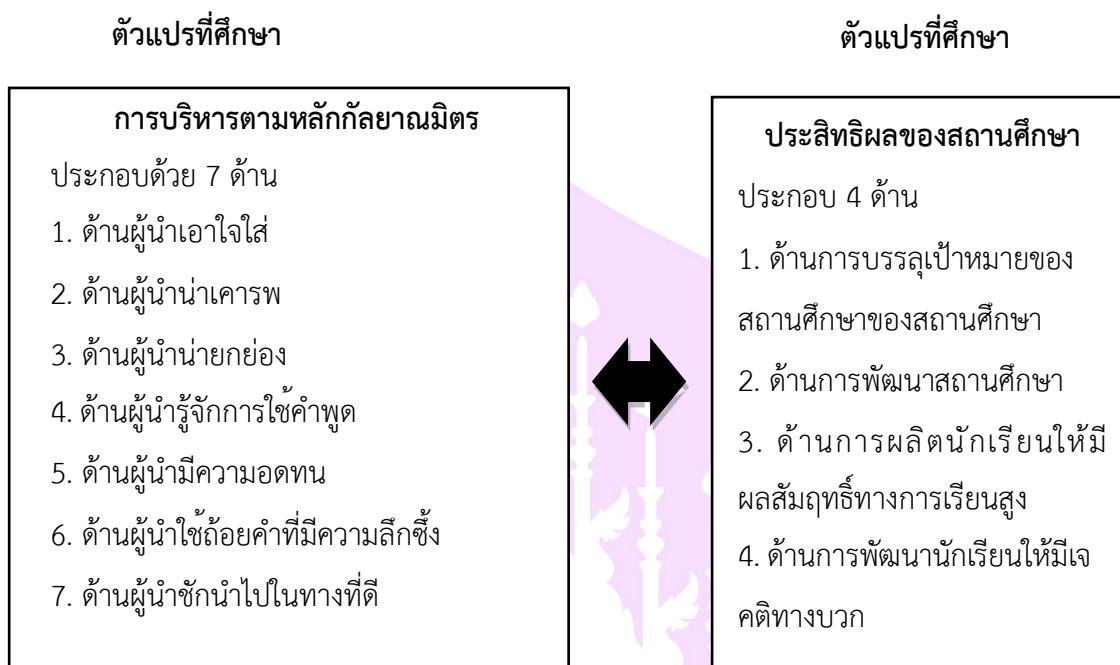 ตัวแปรที่ศึกษา
การบริหารตามหลักกัลยาณมิตร
ประกอบด้วย 7 ด้าน
1. ด้านผู้นำเอาใจใส่
2. ด้านผู้นำน่าเคารพ
3. ด้านผู้นำน่ายกย่อง
4. ด้านผู้นำรู้จักการใช้คำพูด
5. ด้านผู้นำมีความอดทน
6. ด้านผู้นำใช้ถ้อยคำที่มีความลึกซึ้ง
7. ด้านผู้นำชักนำไปในทางที่ดี
ตัวแปรที่ศึกษา
ประสิทธิผลของสถานศึกษา
ประกอบ 4 ด้าน
1. ด้านการบรรลุเป้าหมายของ
สถานศึกษาของสถานศึกษา
2. ด้านการพัฒนาสถานศึกษา
3. ด้านการผลิตนักเรียนให้มี
ผลสัมฤทธิ์ทางการเรียนสูง
4. ด้านการพัฒนานักเรียนให้มีเจ
คติทางบวก